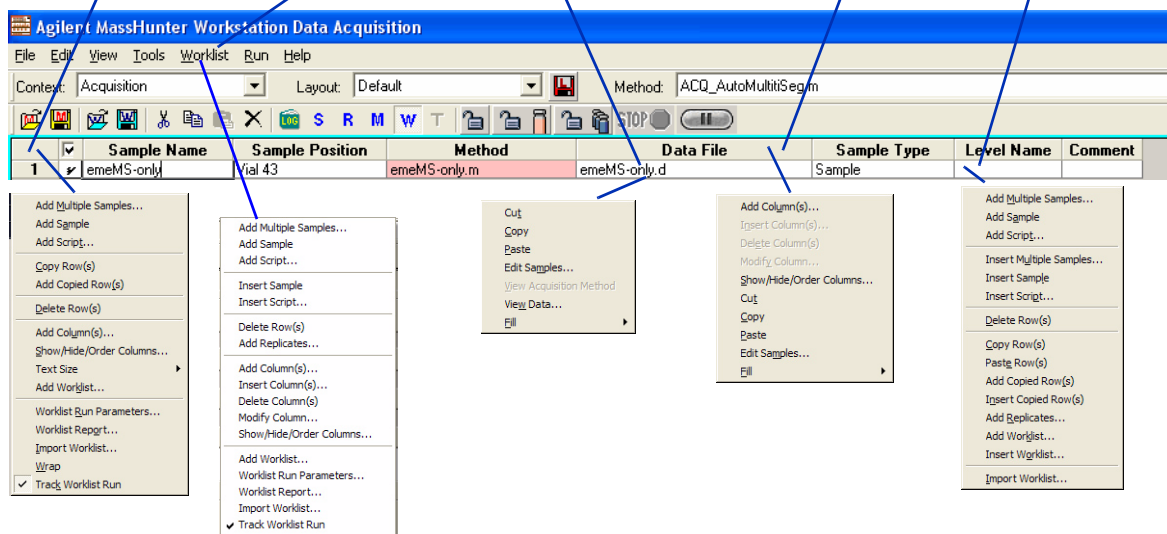 Agilent MassHunter Workstation Data Acquisition
File Edit View Tools Worklist Run Help
Context: Acquisition Layout: Default Method: ACQ_AutoMultitiSeg.m
LOG S R M W T STOP
Sample Name Sample Position Method Data File Sample Type Level Name Comment
1 emeMS-only Vial 43 emeMS-only.m emeMS-only.d Sample
Add Multiple Samples...
Add Sample
Add Script...
Copy Row(s)
Add Copied Row(s)
Delete Row(s)
Add Column(s)...
Show/Hide/Order Columns...
Text Size
Add Worklist...
Worklist Run Parameters...
Worklist Report...
Import Worklist...
Wrap
Track Worklist Run
Add Multiple Samples...
Add Sample
Add Script...
Insert Sample
Insert Script...
Delete Row(s)
Add Replicates...
Add Column(s)...
Insert Column(s)...
Delete Column(s)
Modify Column...
Show/Hide/Order Columns...
Add Worklist...
Worklist Run Parameters...
Worklist Report...
Import Worklist...
Track Worklist Run
Cut
Copy
Paste
Edit Samples...
View Acquisition Method
View Data...
Fill
Add Column(s)...
Insert Column(s)...
Delete Column(s)
Modify Column...
Show/Hide/Order Columns...
Cut
Copy
Paste
Edit Samples...
Fill
Add Multiple Samples...
Add Sample
Add Script...
Insert Multiple Samples...
Insert Sample
Insert Script...
Delete Row(s)
Copy Row(s)
Paste Row(s)
Add Copied Row(s)
Insert Copied Row(s)
Add Replicates...
Add Worklist...
Insert Worklist...
Import Worklist...